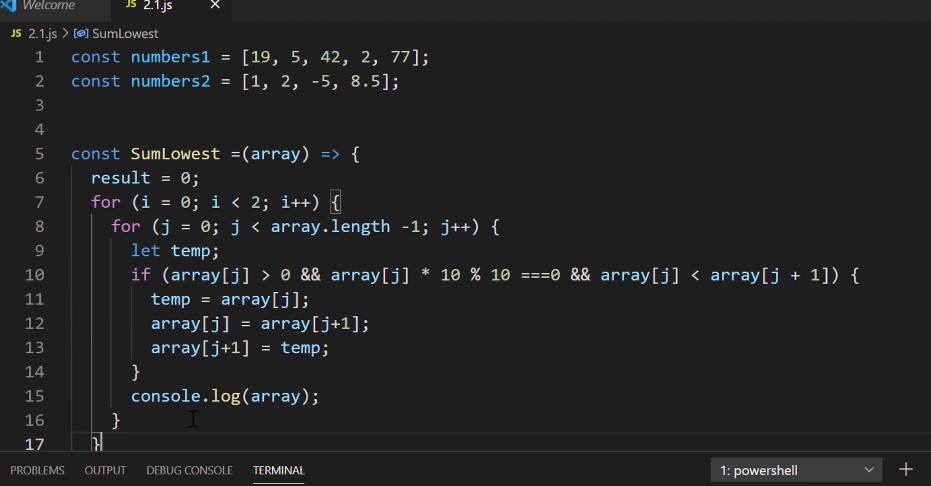 Welcome
JS 2.1.js ×
JS 2.1.js > SumLowest
1 const numbers1 = [19, 5, 42, 2, 77];
2 const numbers2 = [1, 2, -5, 8.5];
3
4
5 const SumLowest =(array) => {
6 result = 0;
7 for (i = 0; i < 2; i++) {
8 for (j = 0; j < array.length -1; j++) {
9 let temp;
10 if (array[j] > 0 && array[j] * 10 % 10 ===0 && array[j] < array[j + 1]) {
11 temp = array[j];
12 array[j] = array[j+1];
13 array[j+1] = temp;
14 }
15 console.log(array);
16 }
17 }
PROBLEMS OUTPUT DEBUG CONSOLE TERMINAL 1: powershell